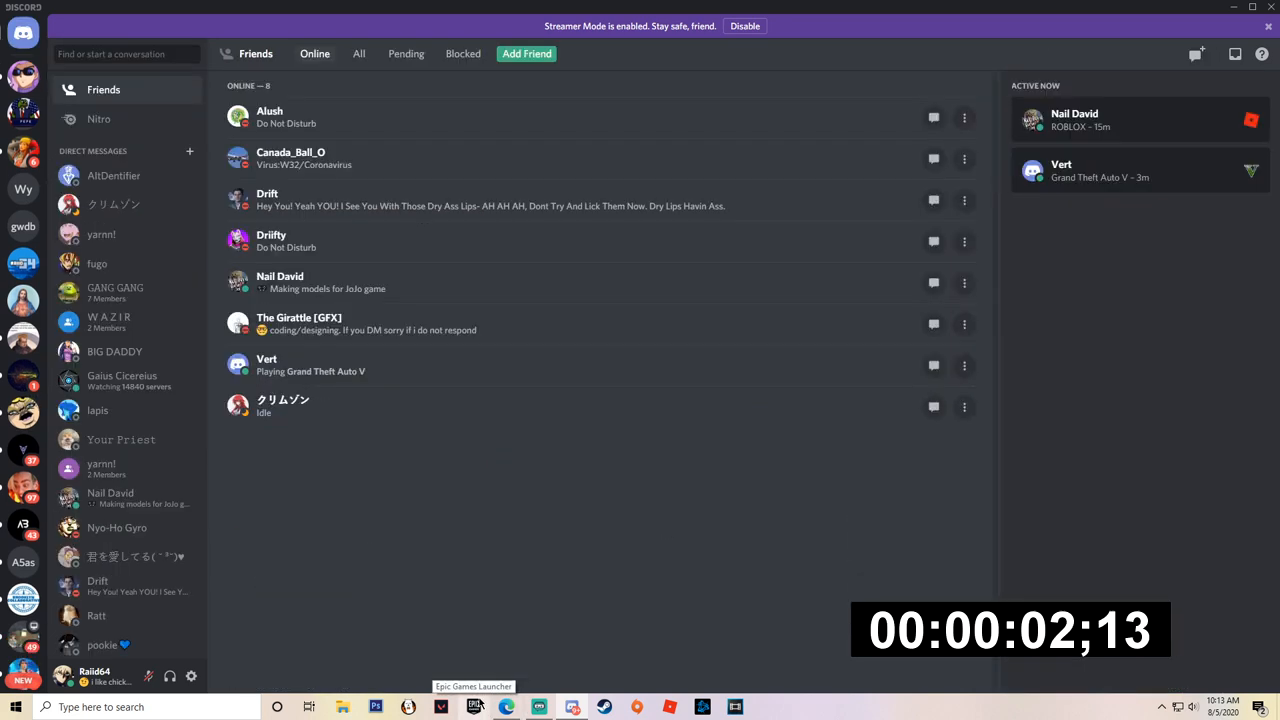 DISCORD
Streamer Mode is enabled. Stay safe, friend.
Disable
Find or start a conversation
Friends
Online
All
Pending
Blocked
Add Friend
Friends
Nitro
DIRECT MESSAGES
AltDentifier
クリムゾン
yarnn!
fugo
GANG GANG
7 Members
W A Z I R
2 Members
BIG DADDY
Gaius Cicereius
Watching 14840 servers
lapis
Your Priest
yarnn!
2 Members
Nail David
Making models for JoJo g...
Nyo-Ho Gyro
君を愛してる( ˘ ³˘)♥
Drift
Hey You! Yeah YOU! I See Y...
Ratt
pookie💙
Raiid64
i like chick...
6
Wy
gwdb
1
37
97
43
A5as
49
NEW
ONLINE — 8
Alush
Do Not Disturb
Canada_Ball_O
Virus:W32/Coronavirus
Drift
Hey You! Yeah YOU! I See You With Those Dry Ass Lips- AH AH AH, Dont Try And Lick Them Now. Dry Lips Havin Ass.
Driifty
Do Not Disturb
Nail David
Making models for JoJo game
The Girattle [GFX]
coding/designing. If you DM sorry if i do not respond
Vert
Playing Grand Theft Auto V
クリムゾン
Idle
ACTIVE NOW
Nail David
ROBLOX – 15m
Vert
Grand Theft Auto V – 3m
00:00:02;13
Epic Games Launcher
Type here to search
10:13 AM
8/5/2020
2